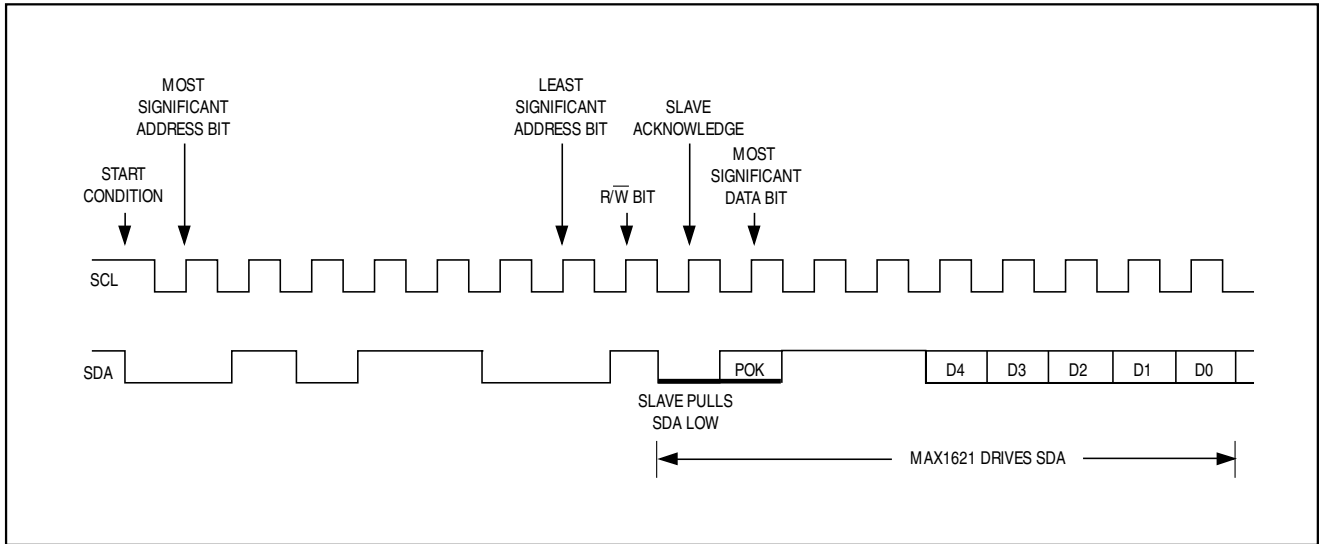 MOST
SIGNIFICANT
ADDRESS BIT
LEAST
SIGNIFICANT
ADDRESS BIT
SLAVE
ACKNOWLEDGE
MOST
SIGNIFICANT
DATA BIT
START
CONDITION
R/W̅ BIT
SCL
SDA
POK
D4
D3
D2
D1
D0
SLAVE PULLS
SDA LOW
MAX1621 DRIVES SDA